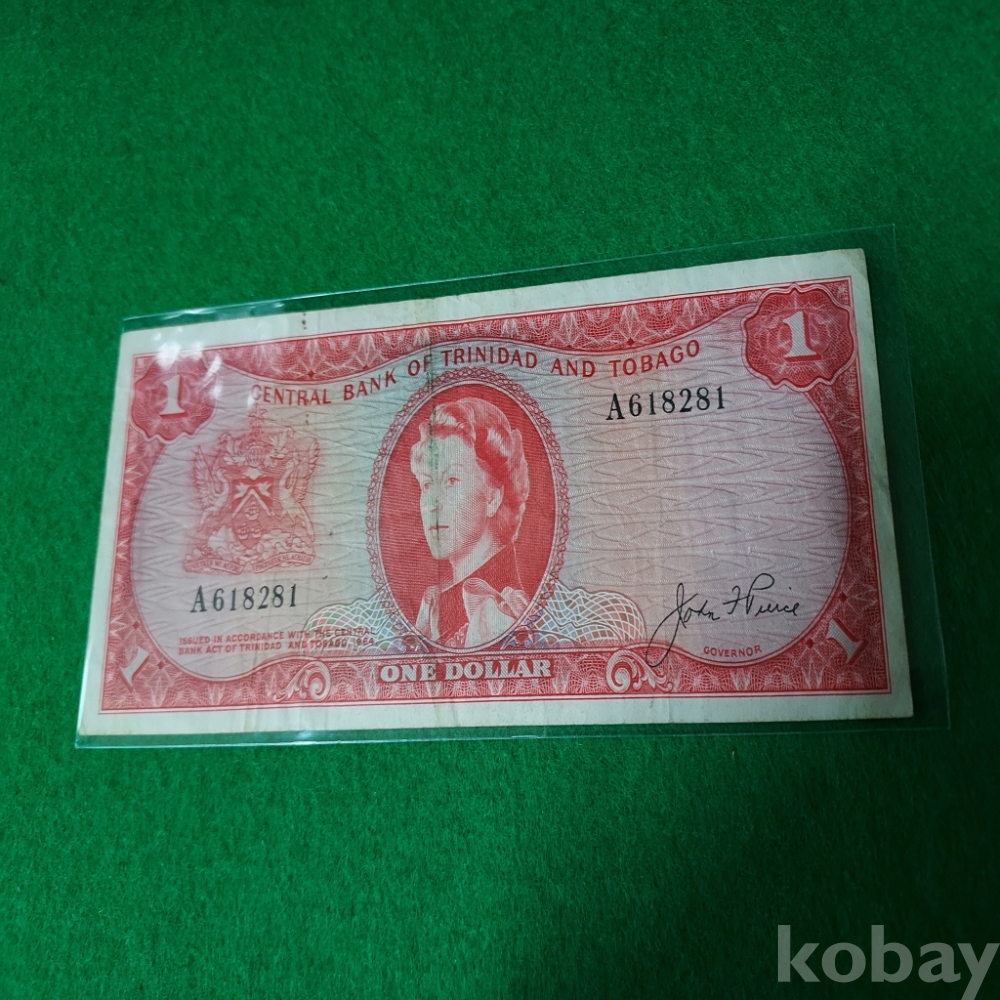 1
1
CENTRAL BANK OF TRINIDAD AND TOBAGO
A618281
A618281
ISSUED IN ACCORDANCE WITH THE CENTRAL
BANK ACT OF TRINIDAD AND TOBAGO 1964
John F Pierce
GOVERNOR
1
ONE DOLLAR
1
kobay